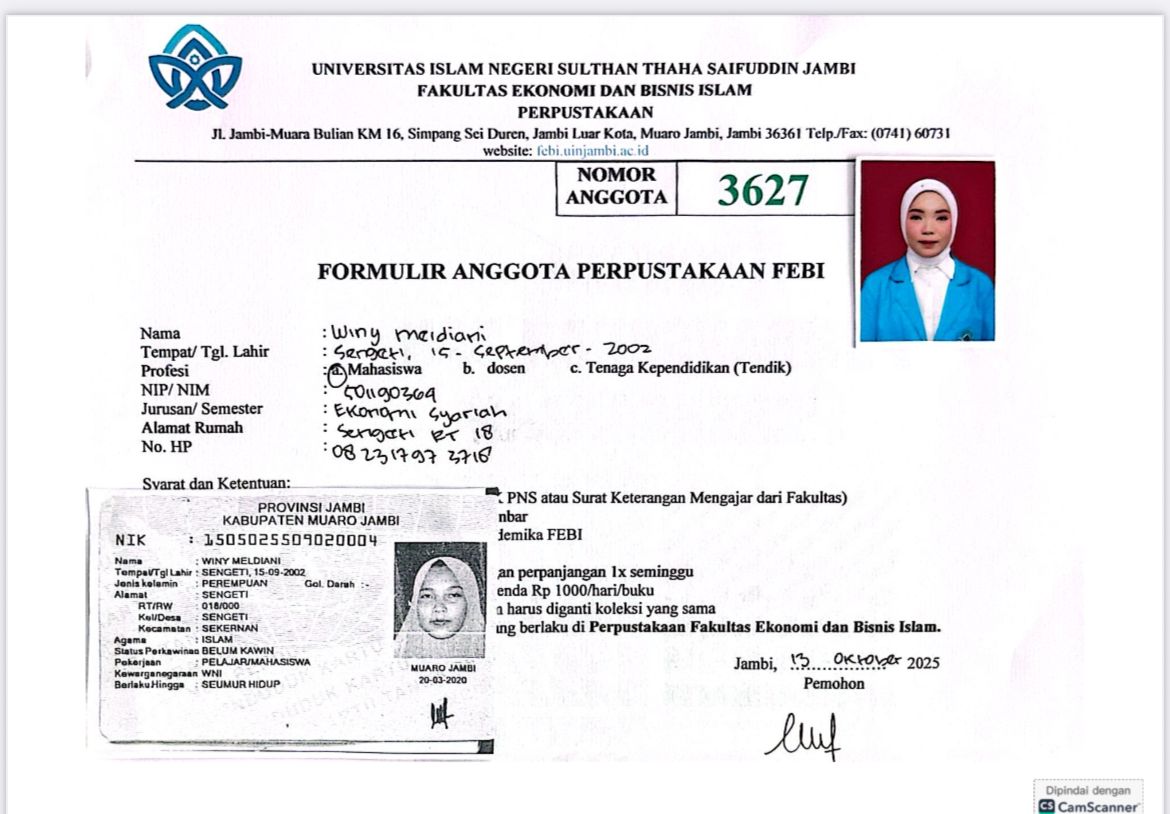 UNIVERSITAS ISLAM NEGERI SULTHAN THAHA SAIFUDDIN JAMBI
FAKULTAS EKONOMI DAN BISNIS ISLAM
PERPUSTAKAAN
Jl. Jambi-Muara Bulian KM 16, Simpang Sei Duren, Jambi Luar Kota, Muaro Jambi, Jambi 36361 Telp./Fax: (0741) 60731
website: febi.uinjambi.ac.id
NOMOR ANGGOTA 3627
FORMULIR ANGGOTA PERPUSTAKAAN FEBI
Nama : Winy meldiani
Tempat/ Tgl. Lahir : Sengeti, 15 - September - 2002
Profesi : a. Mahasiswa b. dosen c. Tenaga Kependidikan (Tendik)
NIP/ NIM : 501190369
Jurusan/ Semester : Ekonomi Syariah
Alamat Rumah : Sengeti RT 18
No. HP : 08231797 3718
Syarat dan Ketentuan:
PNS atau Surat Keterangan Mengajar dari Fakultas)
nbar
demika FEBI
an perpanjangan 1x seminggu
enda Rp 1000/hari/buku
harus diganti koleksi yang sama
ng berlaku di Perpustakaan Fakultas Ekonomi dan Bisnis Islam.
PROVINSI JAMBI
KABUPATEN MUARO JAMBI
NIK : 1505025509020004
Nama : WINY MELDIANI
Tempat/Tgl Lahir : SENGETI, 15-09-2002
Jenis kelamin : PEREMPUAN Gol. Darah :-
Alamat : SENGETI
RT/RW : 018/000
Kel/Desa : SENGETI
Kecamatan : SEKERNAN
Agama : ISLAM
Status Perkawinan BELUM KAWIN
Pekerjaan : PELAJAR/MAHASISWA
Kewarganegaraan WNI
Berlaku Hingga : SEUMUR HIDUP
MUARO JAMBI
20-03-2020
Jambi, 13 Oktober 2025
Pemohon
Dipindai dengan
CS CamScanner